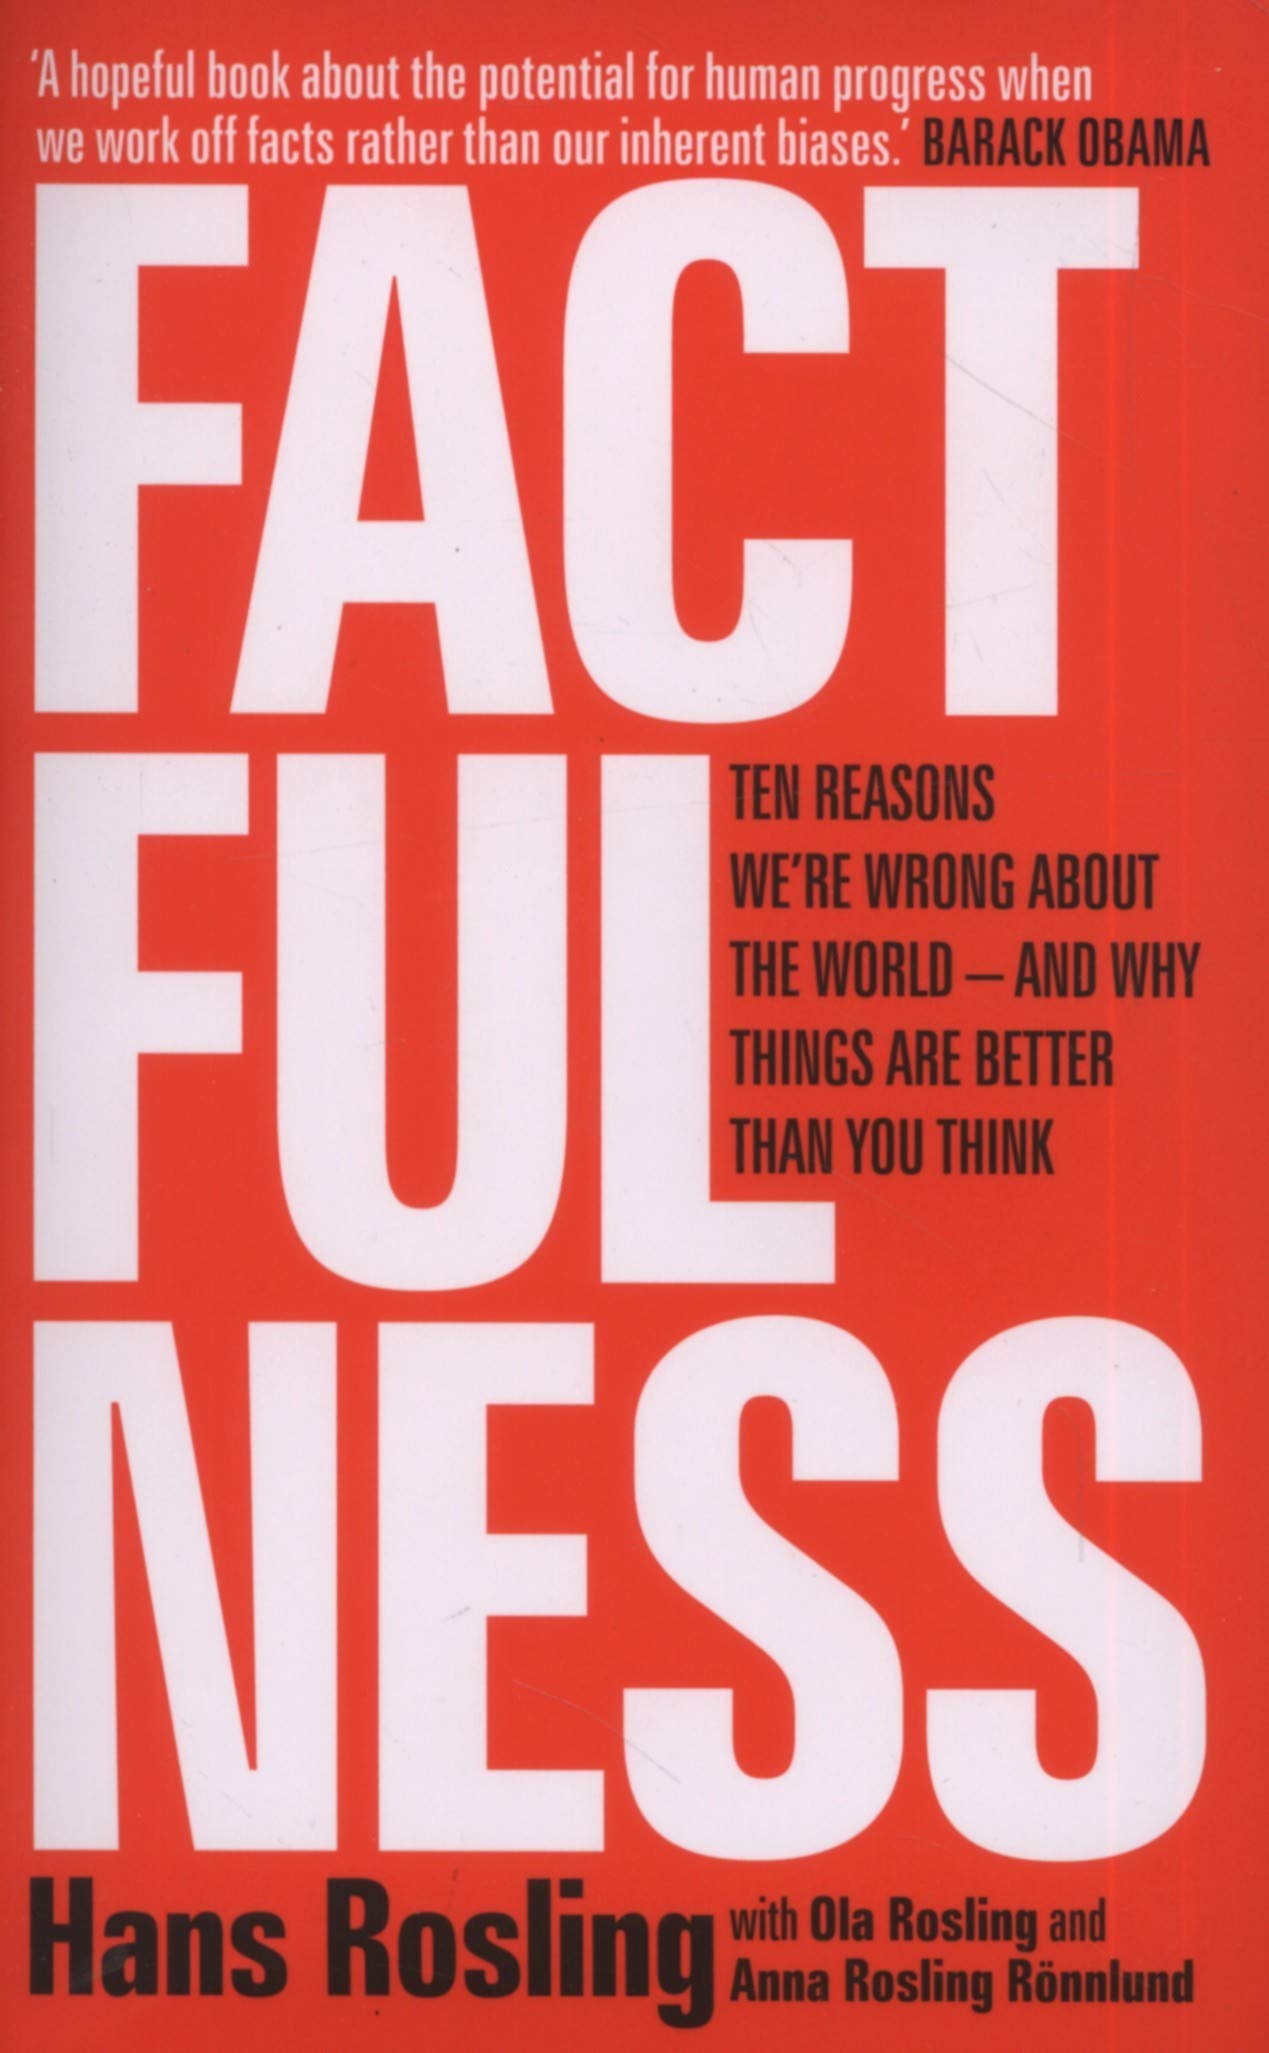 'A hopeful book about the potential for human progress when
we work off facts rather than our inherent biases.' BARACK OBAMA
FACT
FUL
TEN REASONS
WE'RE WRONG ABOUT
THE WORLD – AND WHY
THINGS ARE BETTER
THAN YOU THINK
NESS
Hans Rosling
with Ola Rosling and
Anna Rosling Rönnlund